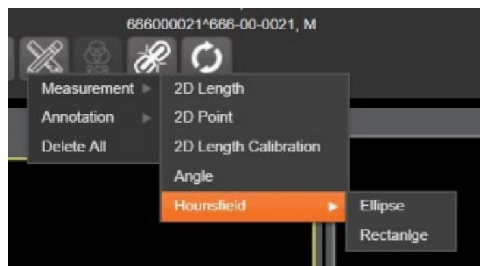 666000021^666-00-0021, M
RGB
Measurement
2D Length
Annotation
2D Point
Delete All
2D Length Calibration
Angle
Hounsfield
Ellipse
Rectanlge